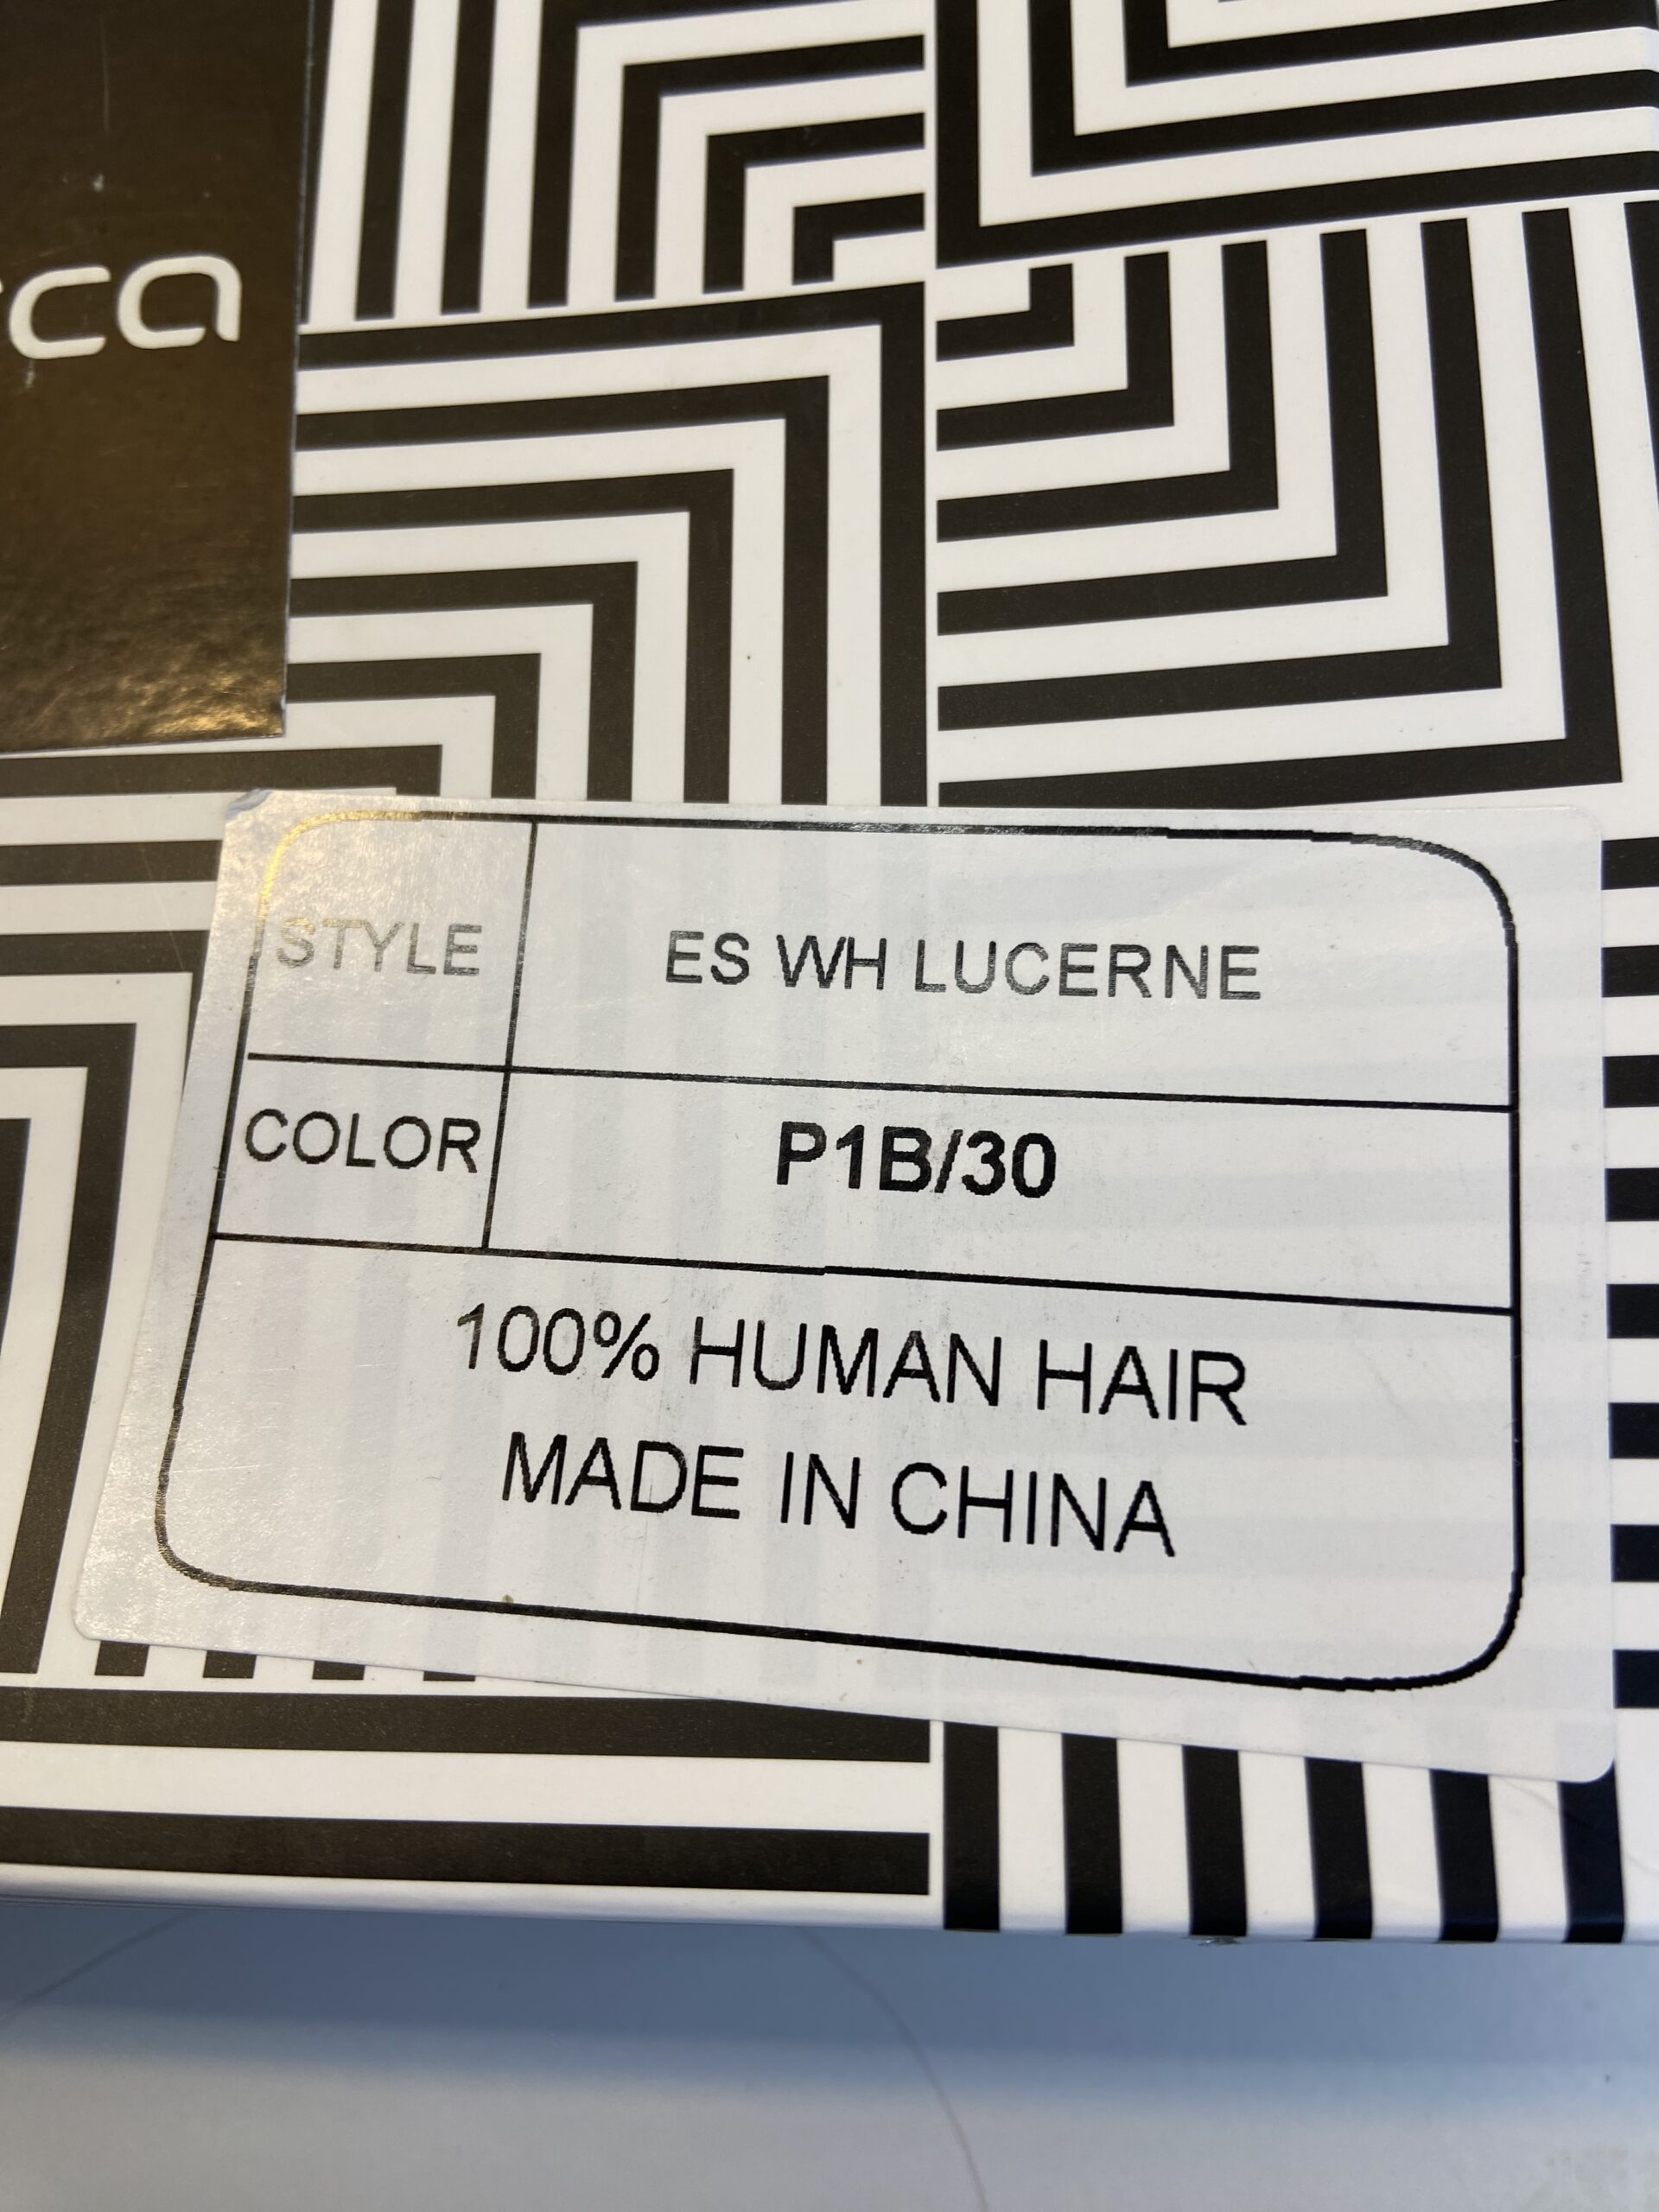 STYLE ES WH LUCERNE
COLOR P1B/30
100% HUMAN HAIR
MADE IN CHINA